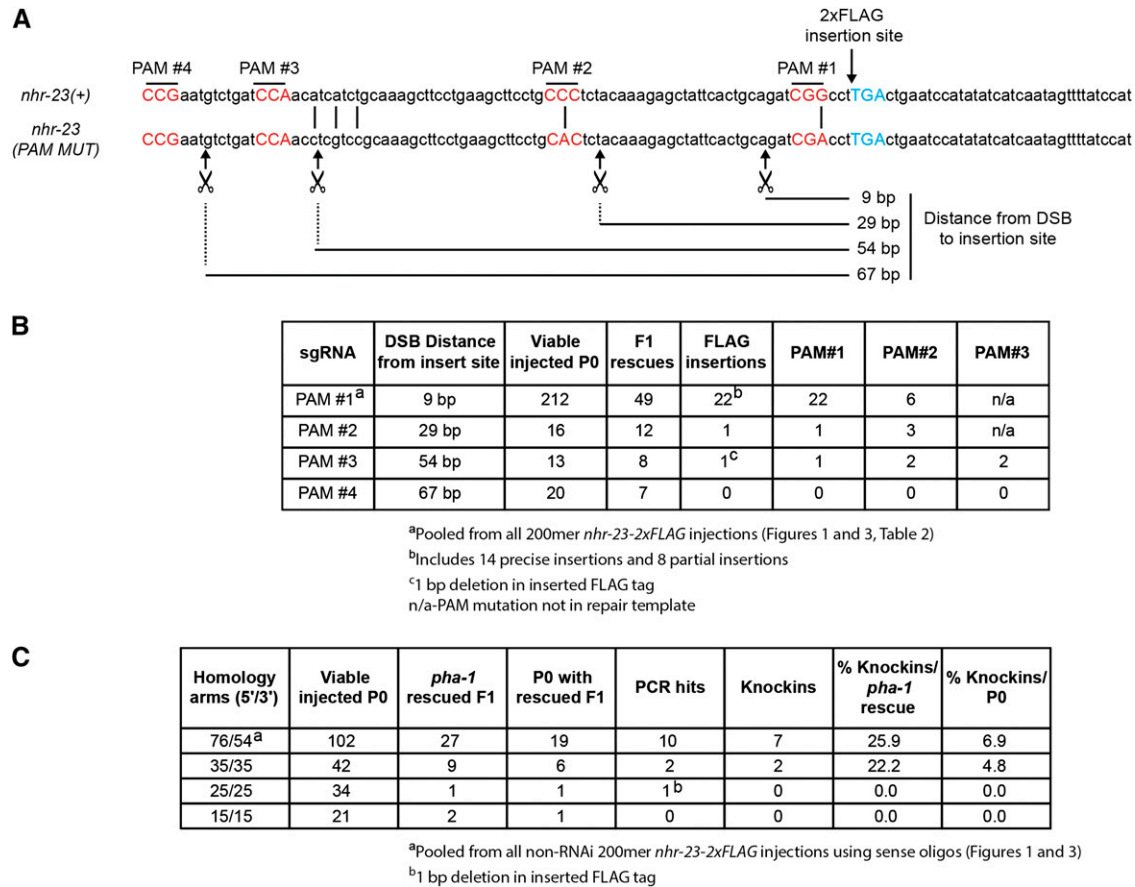 A
2xFLAG
insertion site
PAM #4 PAM #3 PAM #2 PAM #1
nhr-23(+) CCGaatgtctgatCCAacatcatctgcaaagcttcctgaagcttcctgCCCtctacaaagagctattcactgcagatCGGcctTGActgaatccatatatcatcaatagttttatccat
nhr-23 (PAM MUT) CCGaatgtctgatCCAacctcgtccgcaaagcttcctgaagcttcctgCACtctacaaagagctattcactgcagatCGAcctTGActgaatccatatatcatcaatagttttatccat
9 bp
29 bp
54 bp
67 bp
Distance from DSB
to insertion site
B
sgRNA DSB Distance from insert site Viable injected P0 F1 rescues FLAG insertions PAM#1 PAM#2 PAM#3
PAM #1a 9 bp 212 49 22b 22 6 n/a
PAM #2 29 bp 16 12 1 1 3 n/a
PAM #3 54 bp 13 8 1c 1 2 2
PAM #4 67 bp 20 7 0 0 0 0
aPooled from all 200mer nhr-23-2xFLAG injections (Figures 1 and 3, Table 2)
bIncludes 14 precise insertions and 8 partial insertions
c1 bp deletion in inserted FLAG tag
n/a-PAM mutation not in repair template
C
Homology arms (5'/3') Viable injected P0 pha-1 rescued F1 P0 with rescued F1 PCR hits Knockins % Knockins/ pha-1 rescue % Knockins/ P0
76/54a 102 27 19 10 7 25.9 6.9
35/35 42 9 6 2 2 22.2 4.8
25/25 34 1 1 1b 0 0.0 0.0
15/15 21 2 1 0 0 0.0 0.0
aPooled from all non-RNAi 200mer nhr-23-2xFLAG injections using sense oligos (Figures 1 and 3)
b1 bp deletion in inserted FLAG tag